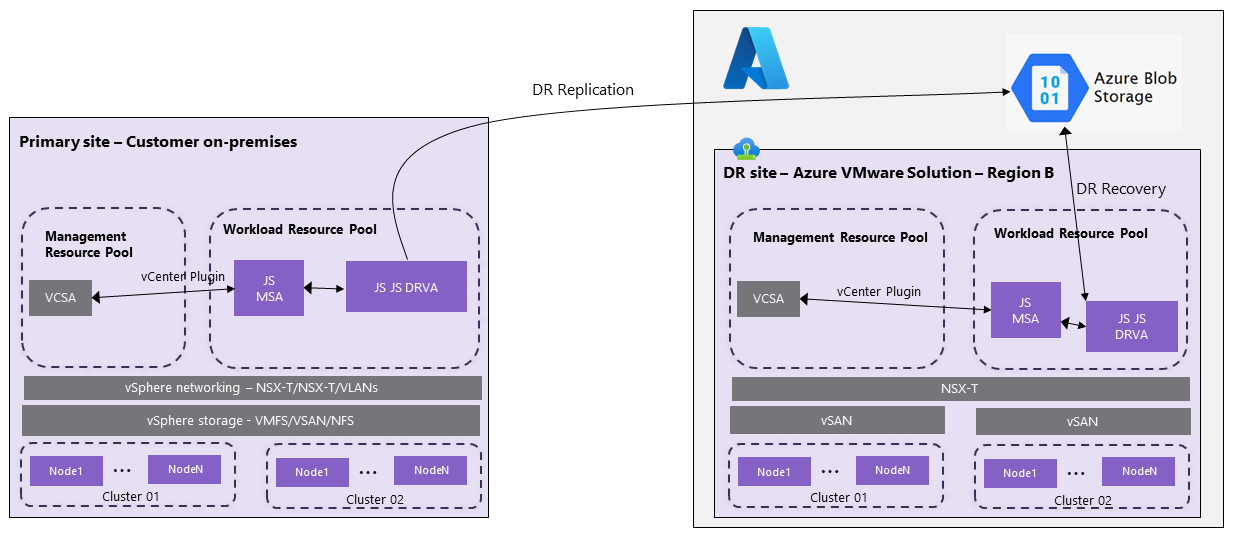 DR Replication
10
01
Azure Blob
Storage
Primary site – Customer on-premises
Management
Resource Pool
Workload Resource Pool
vCenter Plugin
VCSA
JS
MSA
JS JS DRVA
vSphere networking – NSX-T/NSX-T/VLANs
vSphere storage - VMFS/VSAN/NFS
Node1
...
NodeN
Cluster 01
Node1
...
NodeN
Cluster 02
DR site – Azure VMware Solution – Region B
DR Recovery
Management Resource Pool
Workload Resource Pool
VCSA
vCenter Plugin
JS
MSA
JS JS
DRVA
NSX-T
vSAN
vSAN
Node1
...
NodeN
Cluster 01
Node1
...
NodeN
Cluster 02